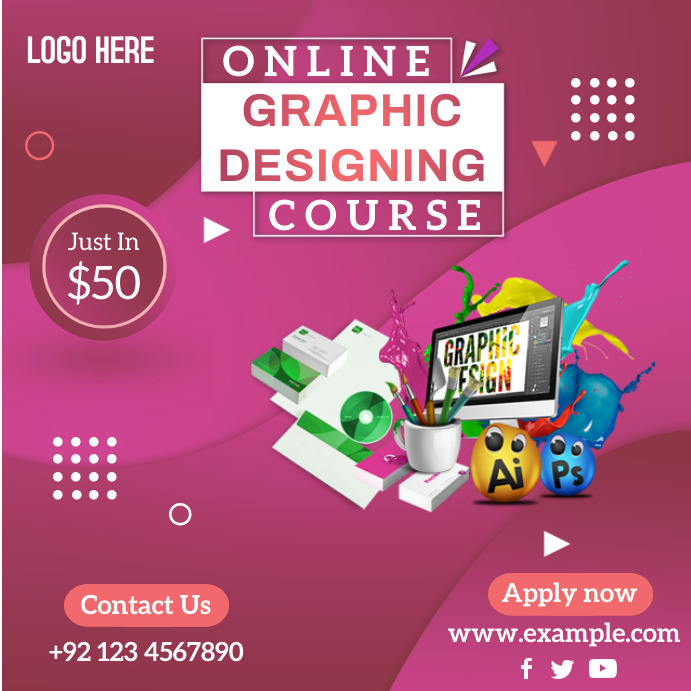 LOGO HERE
ONLINE
GRAPHIC
DESIGNING
COURSE
Just In
$50
GRAPHIC
DESIGN
Ai
Ps
Contact Us
+92 123 4567890
Apply now
www.example.com